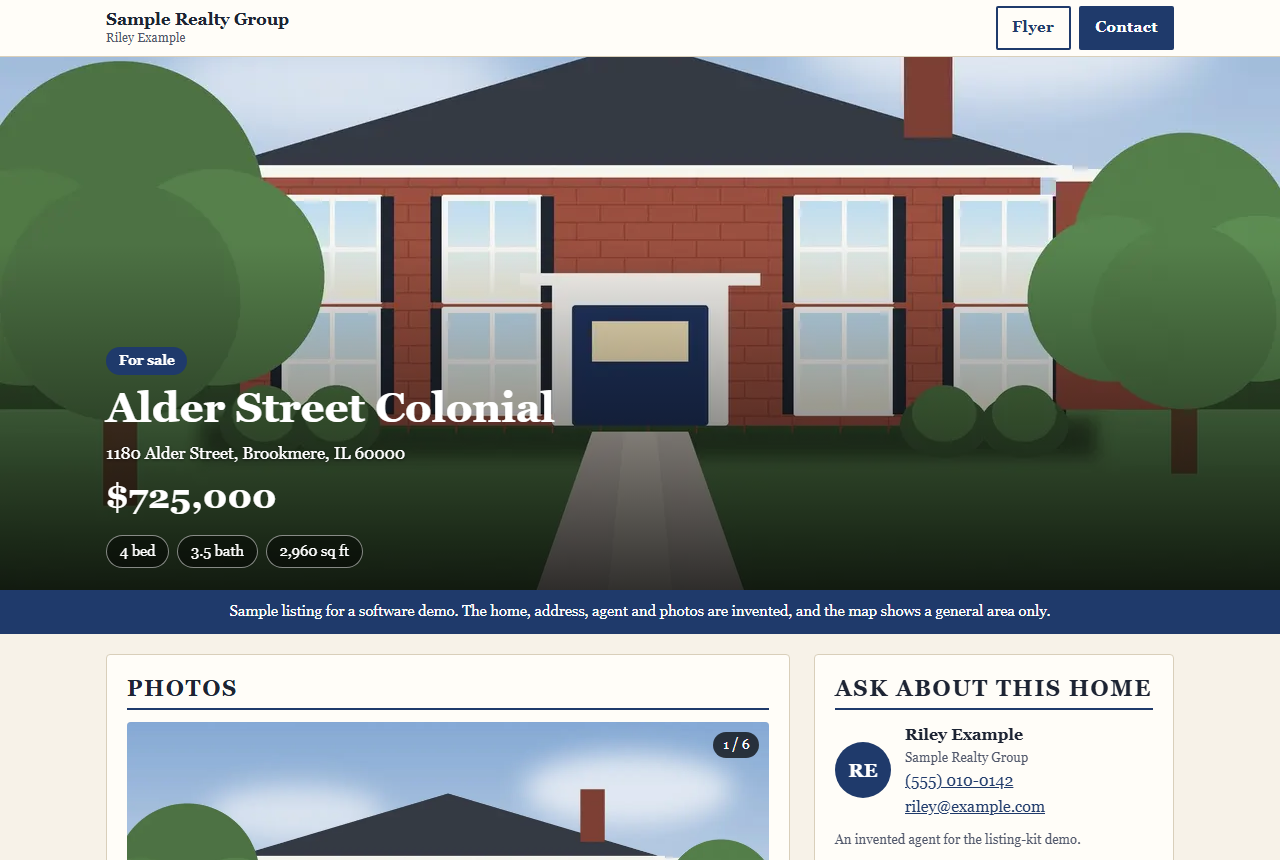 Sample Realty Group
Riley Example
Flyer
Contact
For sale
Alder Street Colonial
1180 Alder Street, Brookmere, IL 60000
$725,000
4 bed
3.5 bath
2,960 sq ft
Sample listing for a software demo. The home, address, agent and photos are invented, and the map shows a general area only.
PHOTOS
1 / 6
ASK ABOUT THIS HOME
RE
Riley Example
Sample Realty Group
(555) 010-0142
riley@example.com
An invented agent for the listing-kit demo.